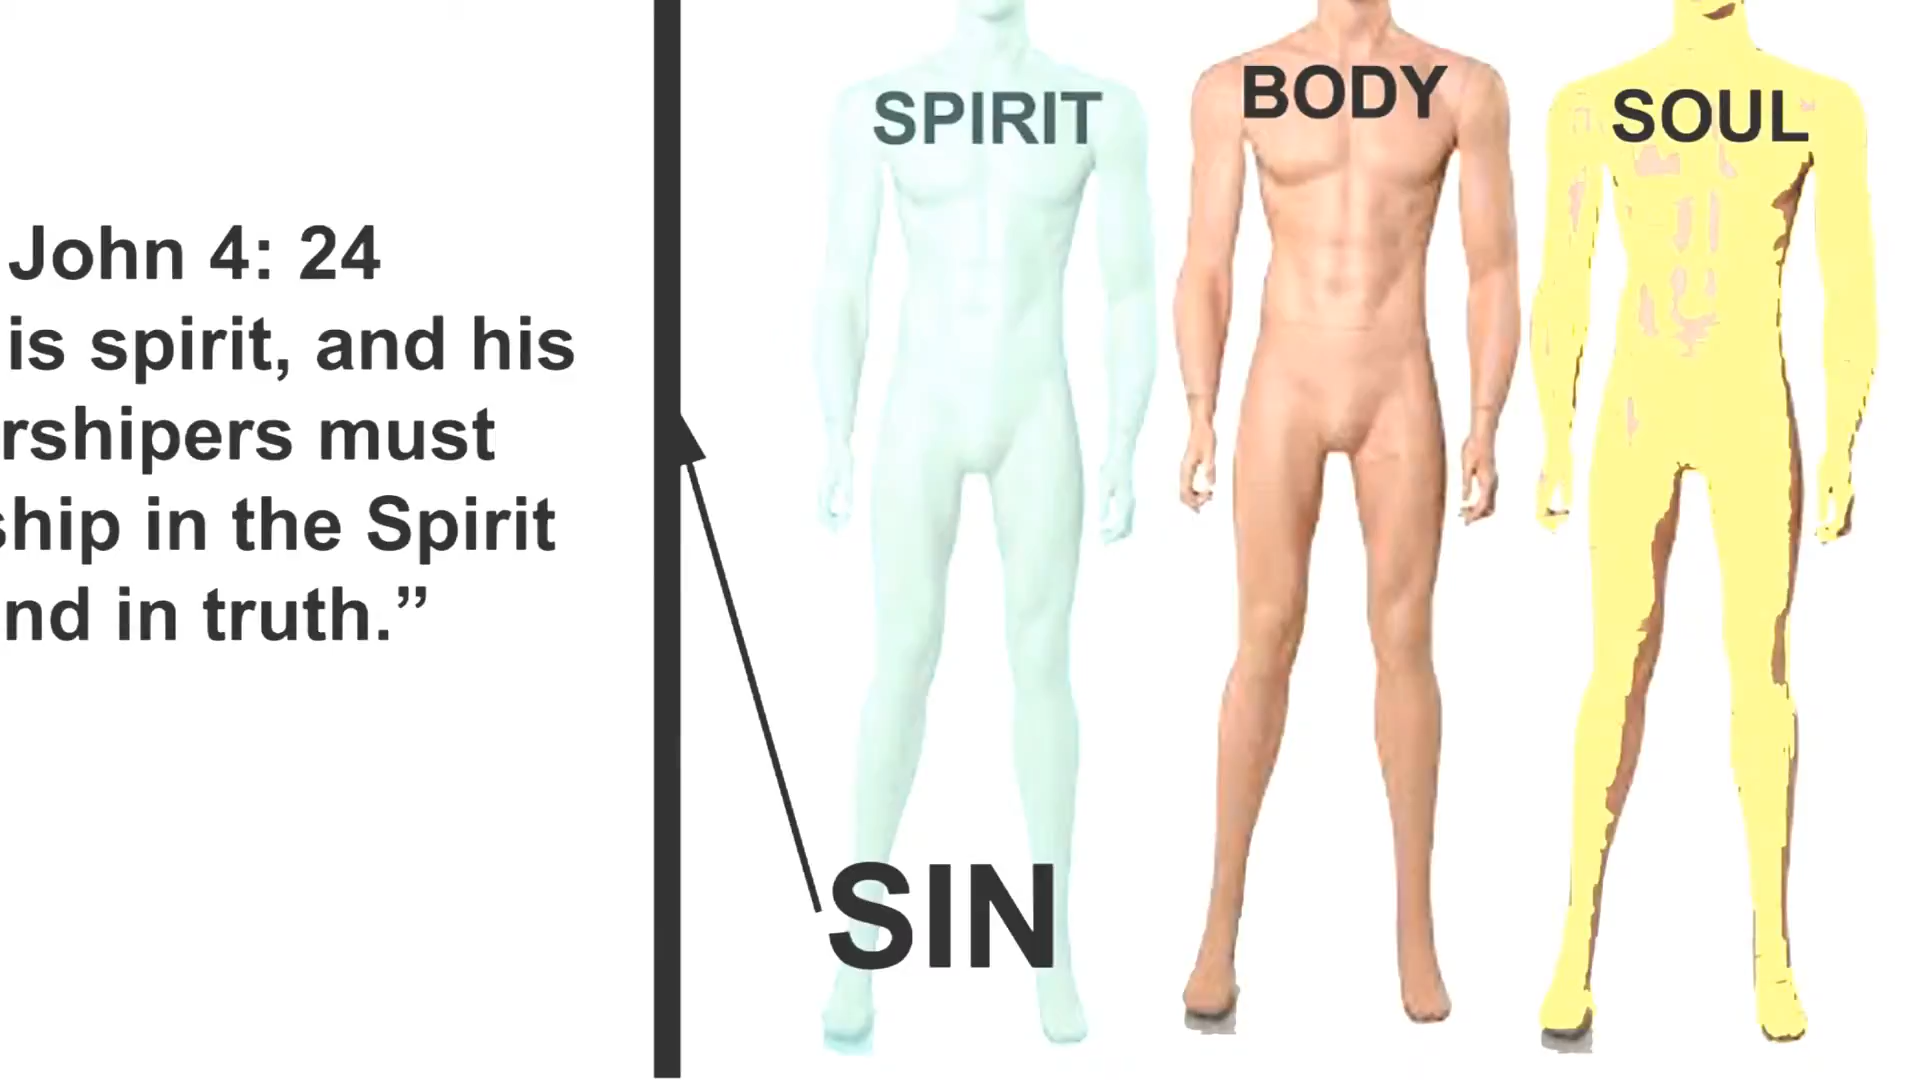 John 4: 24
is spirit, and his
rshipers must
ship in the Spirit
nd in truth.”
SPIRIT
BODY
SOUL
SIN